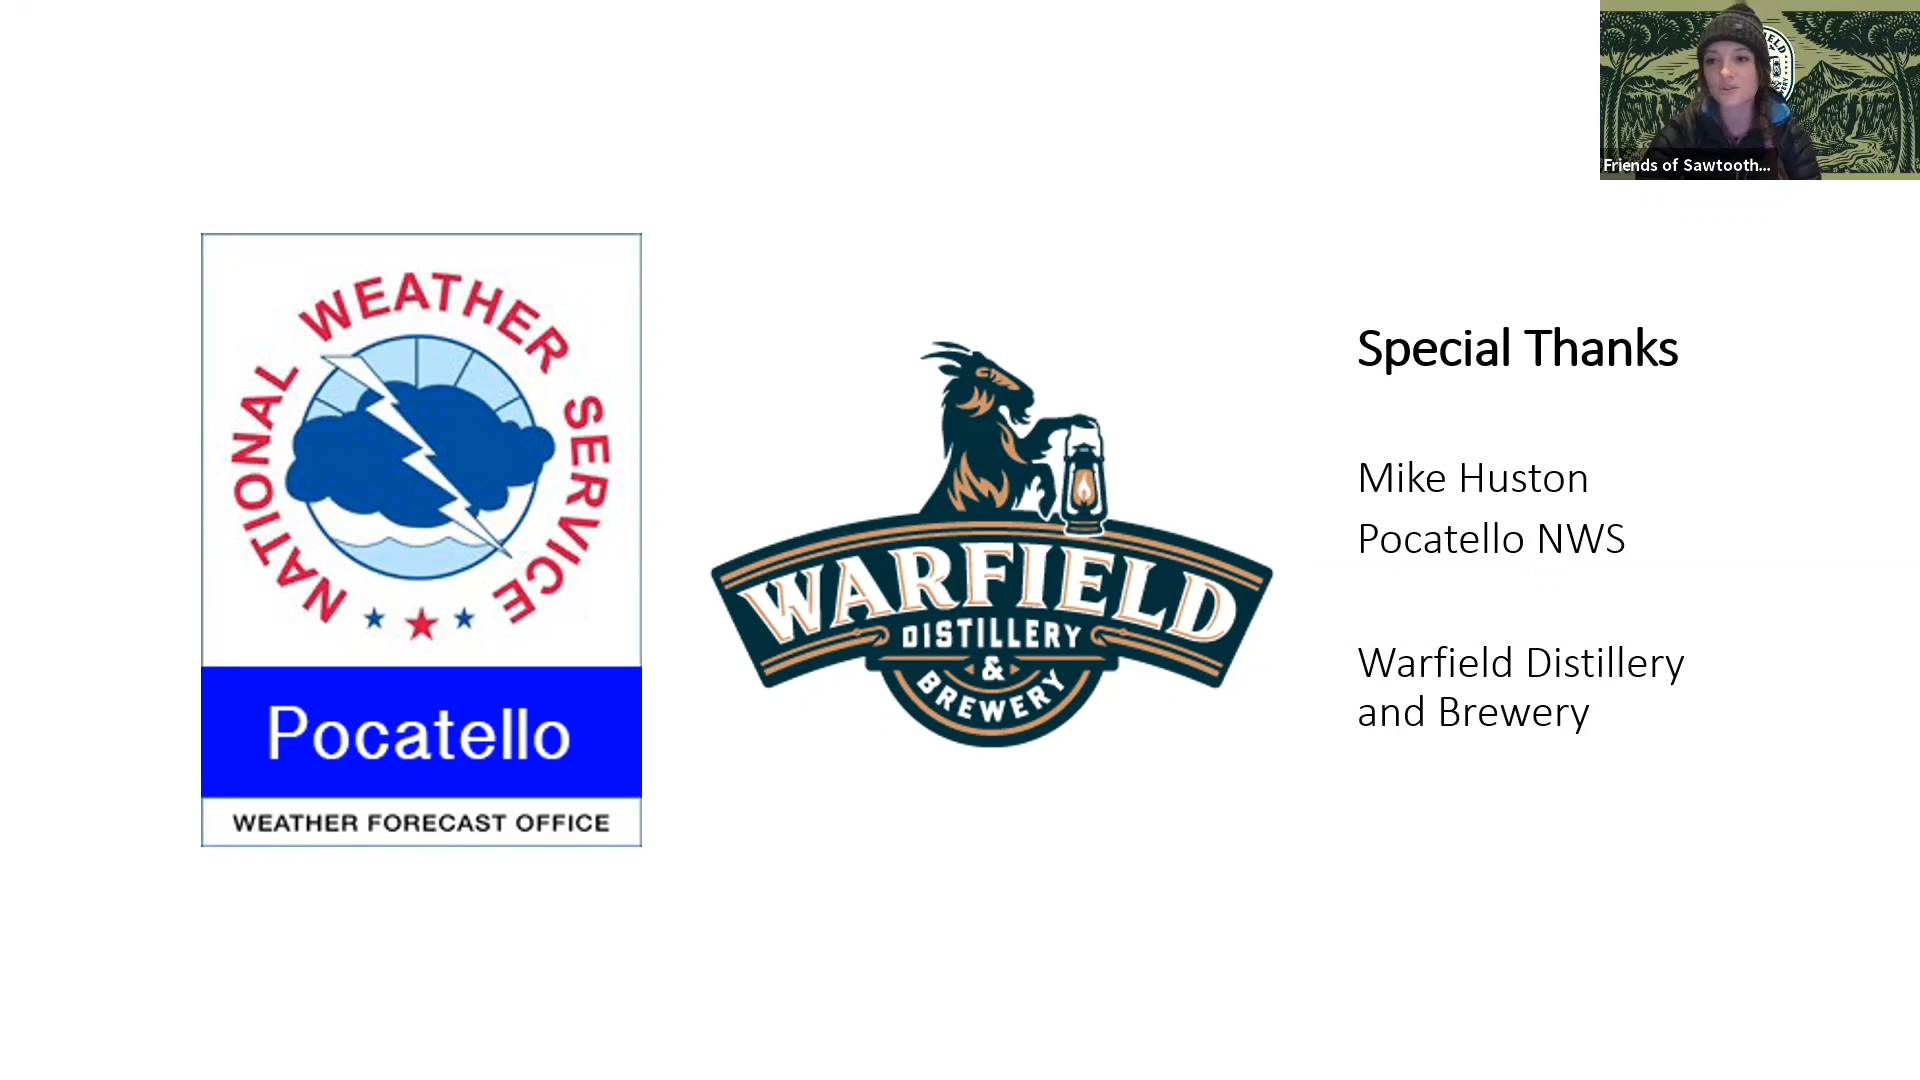 Friends of Sawtooth...
NATIONAL WEATHER SERVICE
Pocatello
WEATHER FORECAST OFFICE
WARFIELD
DISTILLERY
&
BREWERY
Special Thanks
Mike Huston
Pocatello NWS
Warfield Distillery
and Brewery